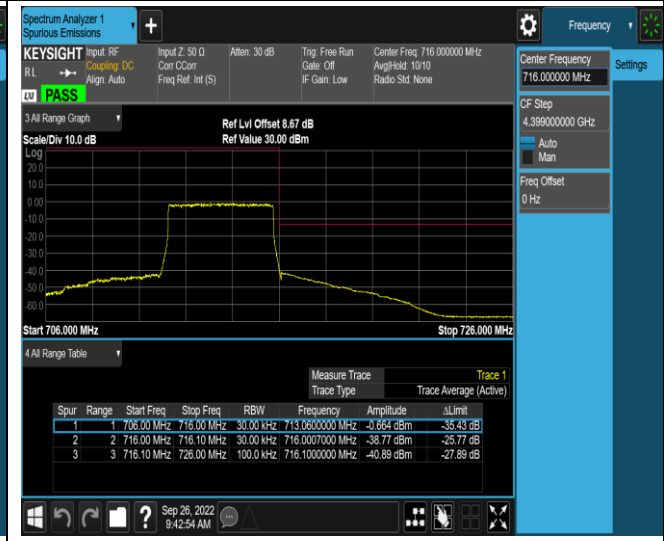 Spectrum Analyzer 1
Spurious Emissions
Frequency
KEYSIGHT
RL
Input: RF
Coupling: DC
Align: Auto
Input Z: 50 Ω
Corr CCorr
Freq Ref: Int (S)
Atten: 30 dB
Trig: Free Run
Gate: Off
IF Gain: Low
Center Freq: 716.000000 MHz
Avg|Hold: 10/10
Radio Std: None
LXI PASS
Center Frequency
716.000000 MHz
Settings
CF Step
4.399000000 GHz
Auto
Man
Freq Offset
0 Hz
3 All Range Graph
Scale/Div 10.0 dB
Ref Lvl Offset 8.67 dB
Ref Value 30.00 dBm
Log
20.0
10.0
0.00
-10.0
-20.0
-30.0
-40.0
-50.0
-60.0
Start 706.000 MHz
Stop 726.000 MHz
4 All Range Table
Measure Trace Trace 1
Trace Type Trace Average (Active)
Spur Range Start Freq Stop Freq RBW Frequency Amplitude ΔLimit
1 1 706.00 MHz 716.00 MHz 30.00 kHz 713.0600000 MHz -0.664 dBm -35.43 dB
2 2 716.00 MHz 716.10 MHz 30.00 kHz 716.0007000 MHz -38.77 dBm -25.77 dB
3 3 716.10 MHz 726.00 MHz 100.0 kHz 716.1000000 MHz -40.89 dBm -27.89 dB
?
Sep 26, 2022
9:42:54 AM